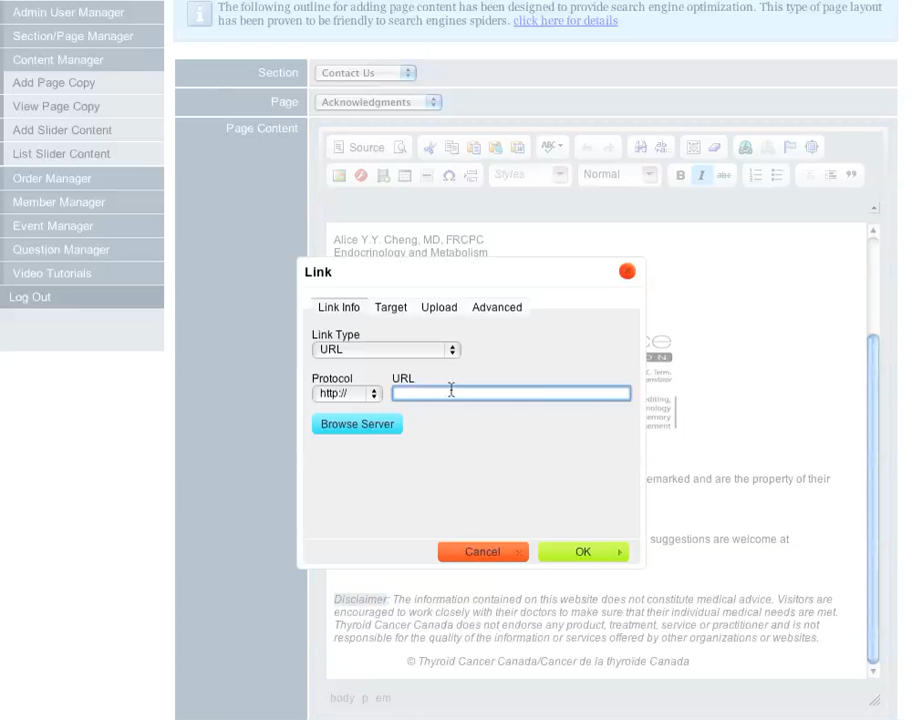 Admin User Manager
Section/Page Manager
Content Manager
Add Page Copy
View Page Copy
Add Slider Content
List Slider Content
Order Manager
Member Manager
Event Manager
Question Manager
Video Tutorials
Log Out
The following outline for adding page content has been designed to provide search engine optimization. This type of page layout
has been proven to be friendly to search engines spiders. click here for details
Section
Contact Us
Page
Acknowledgments
Page Content
Source
ABC
Styles
Normal
B I abc
Alice Y.Y. Cheng, MD, FRCPC
Endocrinology and Metabolism
Link
Link Info Target Upload Advanced
Link Type
URL
Protocol URL
http://
Browse Server
Cancel
OK
ce
O N
C. Term.
editing,
nology
emory
ement
emarked and are the property of their
suggestions are welcome at
Disclaimer: The information contained on this website does not constitute medical advice. Visitors are
encouraged to work closely with their doctors to make sure that their individual medical needs are met.
Thyroid Cancer Canada does not endorse any product, treatment, service or practitioner and is not
responsible for the quality of the information or services offered by other organizations or websites.
© Thyroid Cancer Canada/Cancer de la thyroïde Canada
body p em